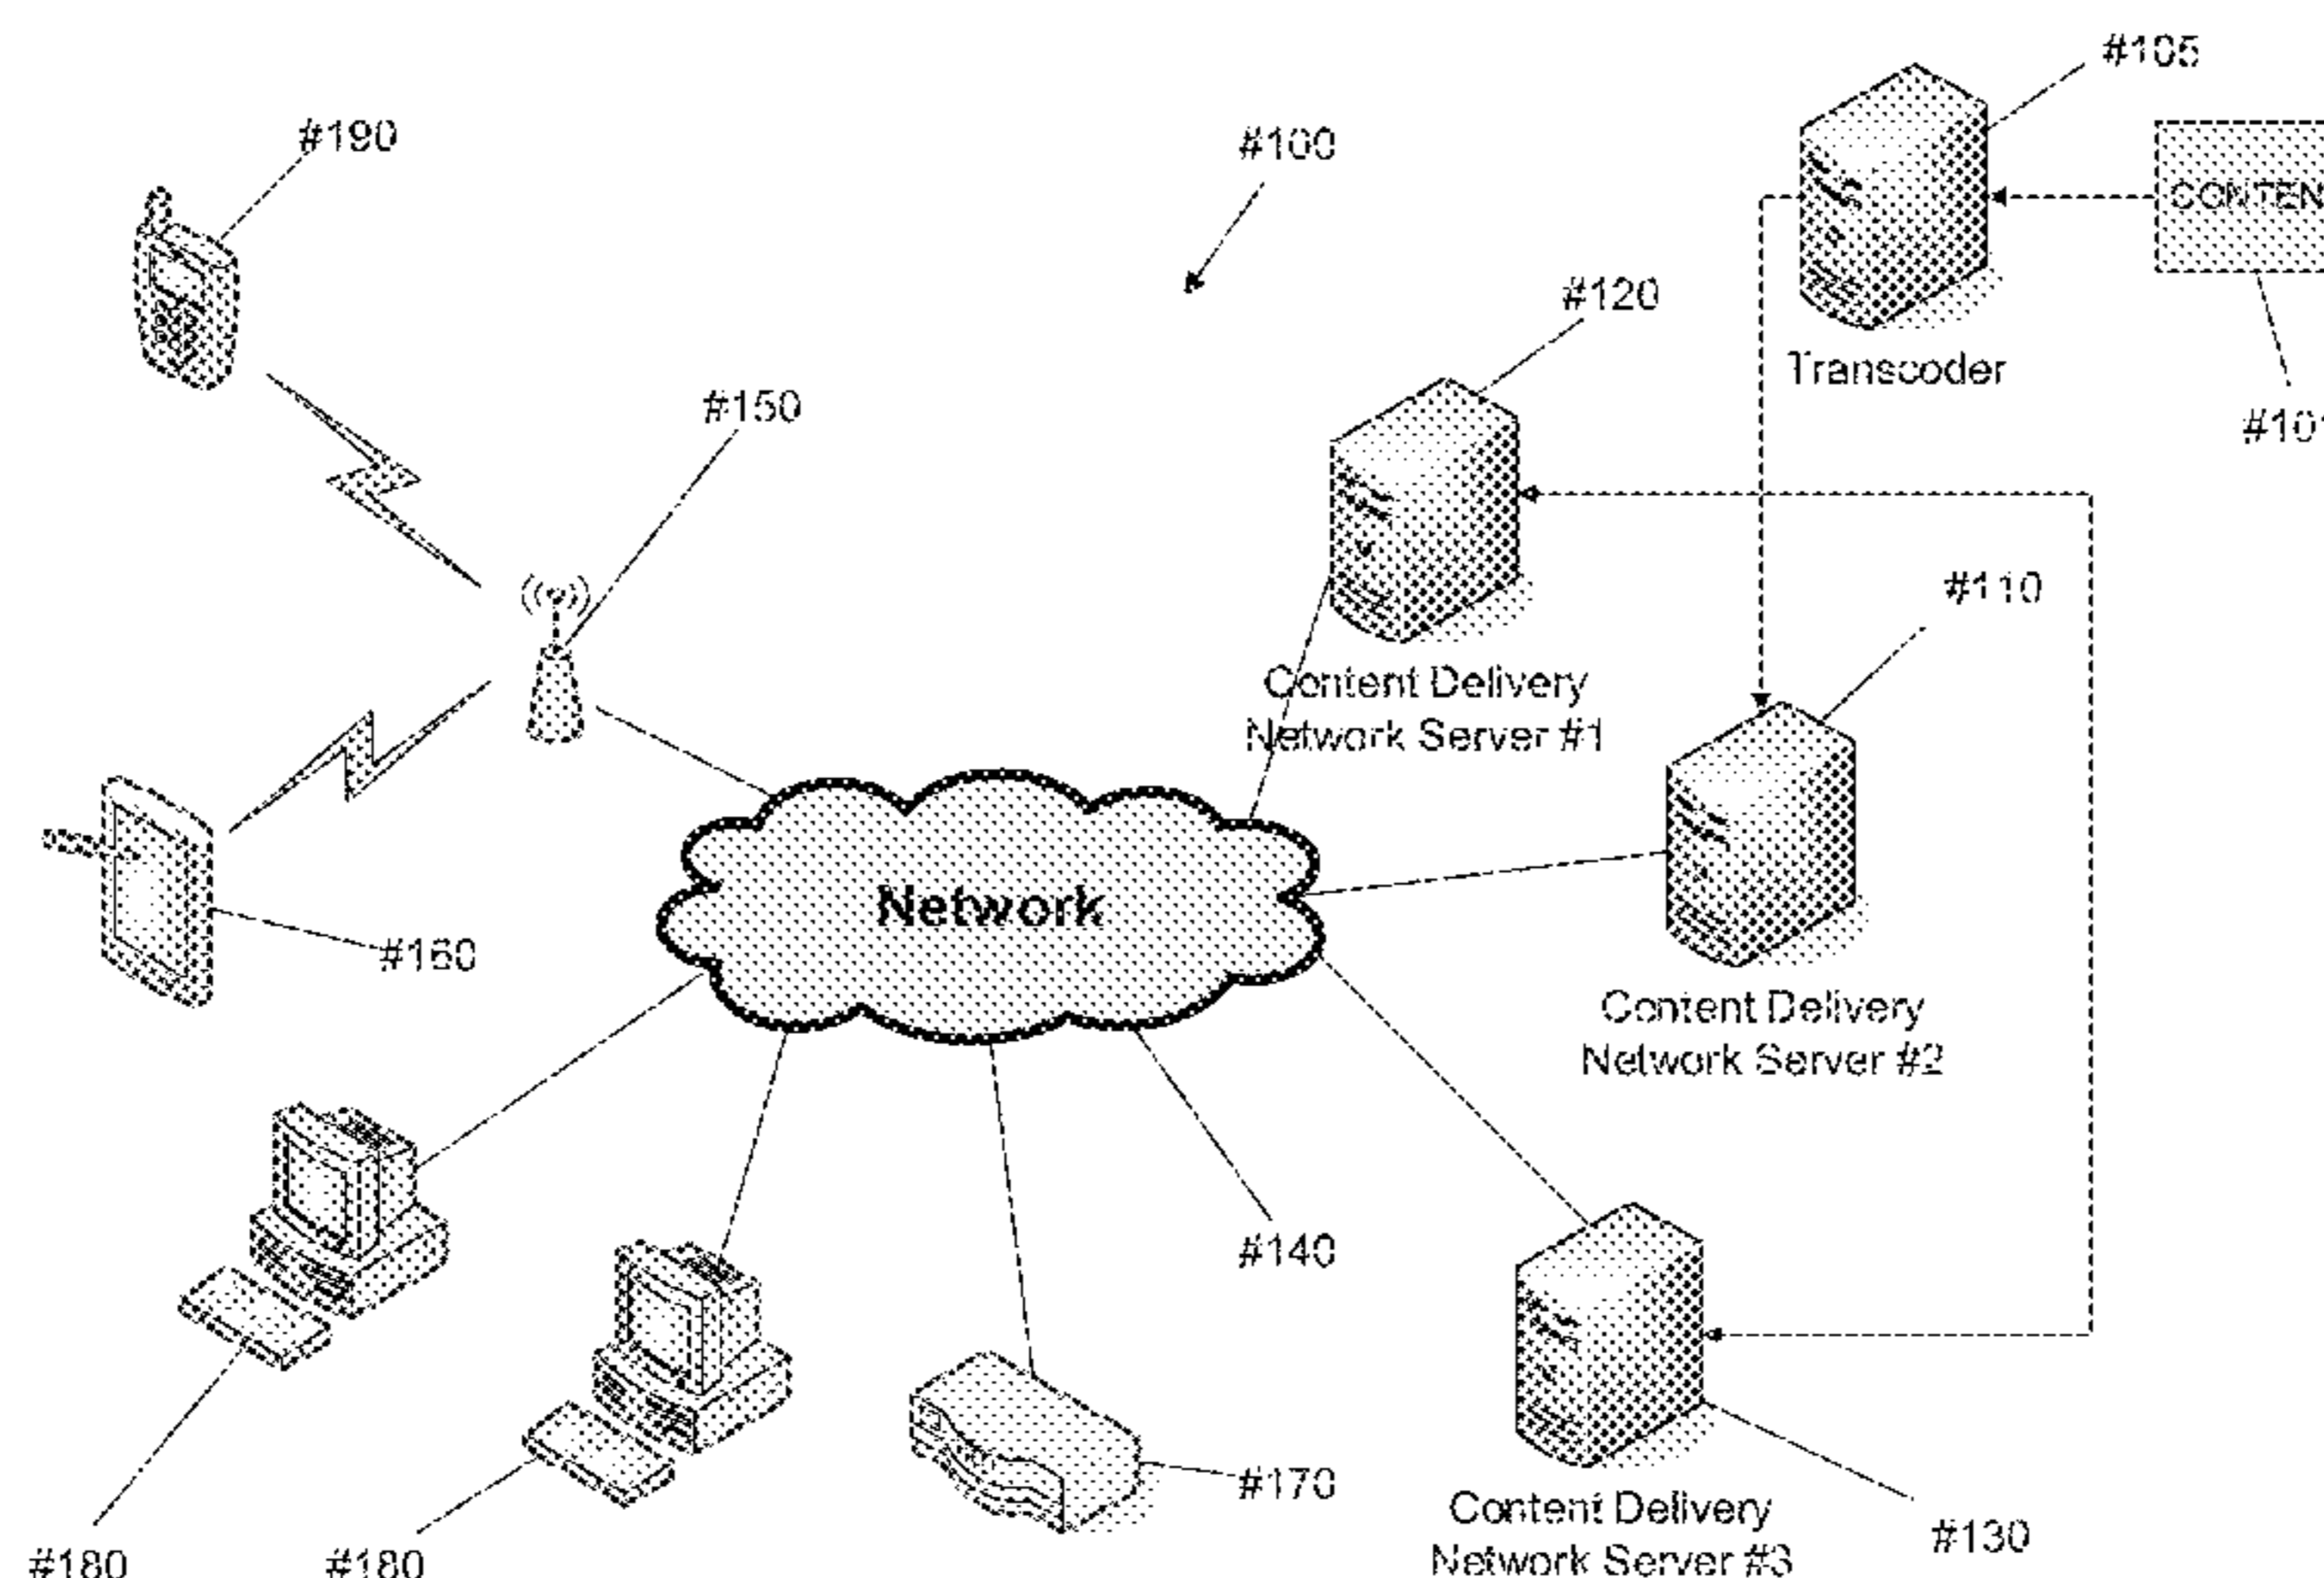 #105
#190
#100
CONTEN
#120
Transcoder
#150
#101
#110
Content Delivery
Network Server #1
Network
#160
Content Delivery
Network Server #2
#140
#170
Content Delivery
Network Server #3
#130
#180
#180